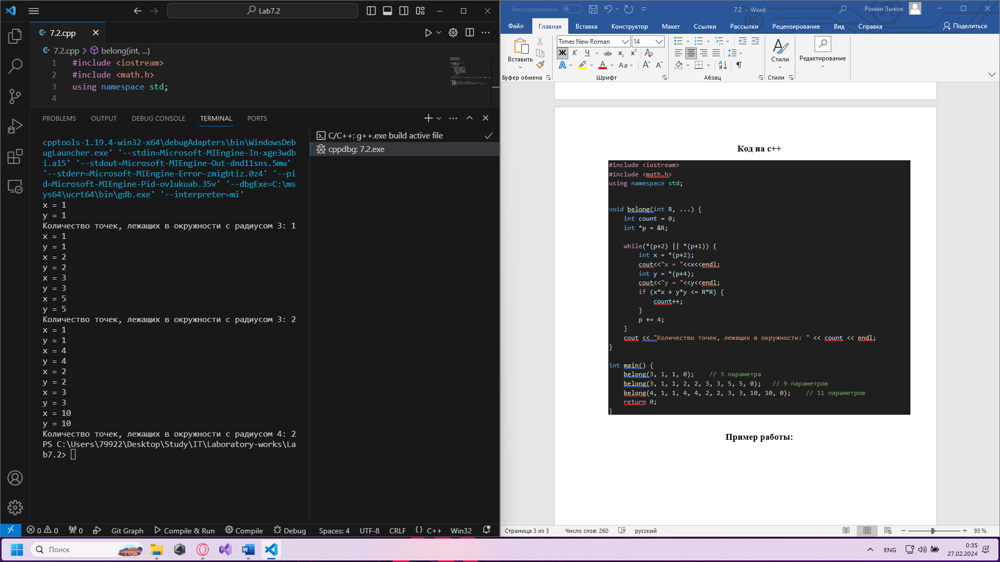 Lab7.2
7.2.cpp
7.2.cpp > belong(int, ...)
1 #include <iostream>
2 #include <math.h>
3 using namespace std;
4
PROBLEMS OUTPUT DEBUG CONSOLE TERMINAL PORTS
cpptools-1.19.4-win32-x64\debugAdapters\bin\WindowsDeb
ugLauncher.exe' '--stdin=Microsoft-MIEngine-In-xge3wdb
i.a15' '--stdout=Microsoft-MIEngine-Out-dnd11sns.5mw'
'--stderr=Microsoft-MIEngine-Error-zmigbtiz.0z4' '--pi
d=Microsoft-MIEngine-Pid-ovlukuab.35v' '--dbgExe=C:\ms
ys64\ucrt64\bin\gdb.exe' '--interpreter=mi'
x = 1
y = 1
Количество точек, лежащих в окружности с радиусом 3: 1
x = 1
y = 1
x = 2
y = 2
x = 3
y = 3
x = 5
y = 5
Количество точек, лежащих в окружности с радиусом 3: 2
x = 1
y = 1
x = 4
y = 4
x = 2
y = 2
x = 3
y = 3
x = 10
y = 10
Количество точек, лежащих в окружности с радиусом 4: 2
PS C:\Users\79922\Desktop\Study\IT\Laboratory-works\La
b7.2>
C/C++: g++.exe build active file
cppdbg: 7.2.exe
0 0 0 Git Graph Compile & Run Compile Debug Spaces: 4 UTF-8 CRLF {} C++ Win32
Автосохранение 7.2 - Word Роман Зыков
Файл Главная Вставка Конструктор Макет Ссылки Рассылки Рецензирование Вид Справка Поделиться
Вставить
Буфер обмена
Times New Roman 14
Ж К Ч ab x₂ x²
A A Aa A A
Шрифт
Абзац
Стили
Стили
Редактирование
Код на с++
#include <iostream>
#include <math.h>
using namespace std;
void belong(int R, ...) {
int count = 0;
int *p = &R;
while(*(p+2) || *(p+1)) {
int x = *(p+2);
cout<<"x = "<<x<<endl;
int y = *(p+4);
cout<<"y = "<<y<<endl;
if (x*x + y*y <= R*R) {
count++;
}
p += 4;
}
cout << "Количество точек, лежащих в окружности: " << count << endl;
}
int main() {
belong(3, 1, 1, 0); // 3 параметра
belong(3, 1, 1, 2, 2, 3, 3, 5, 5, 0); // 9 параметров
belong(4, 1, 1, 4, 4, 2, 2, 3, 3, 10, 10, 0); // 11 параметров
return 0;
}
Пример работы:
Страница 3 из 3 Число слов: 260 русский 93 %
Поиск
ENG
0:35
27.02.2024